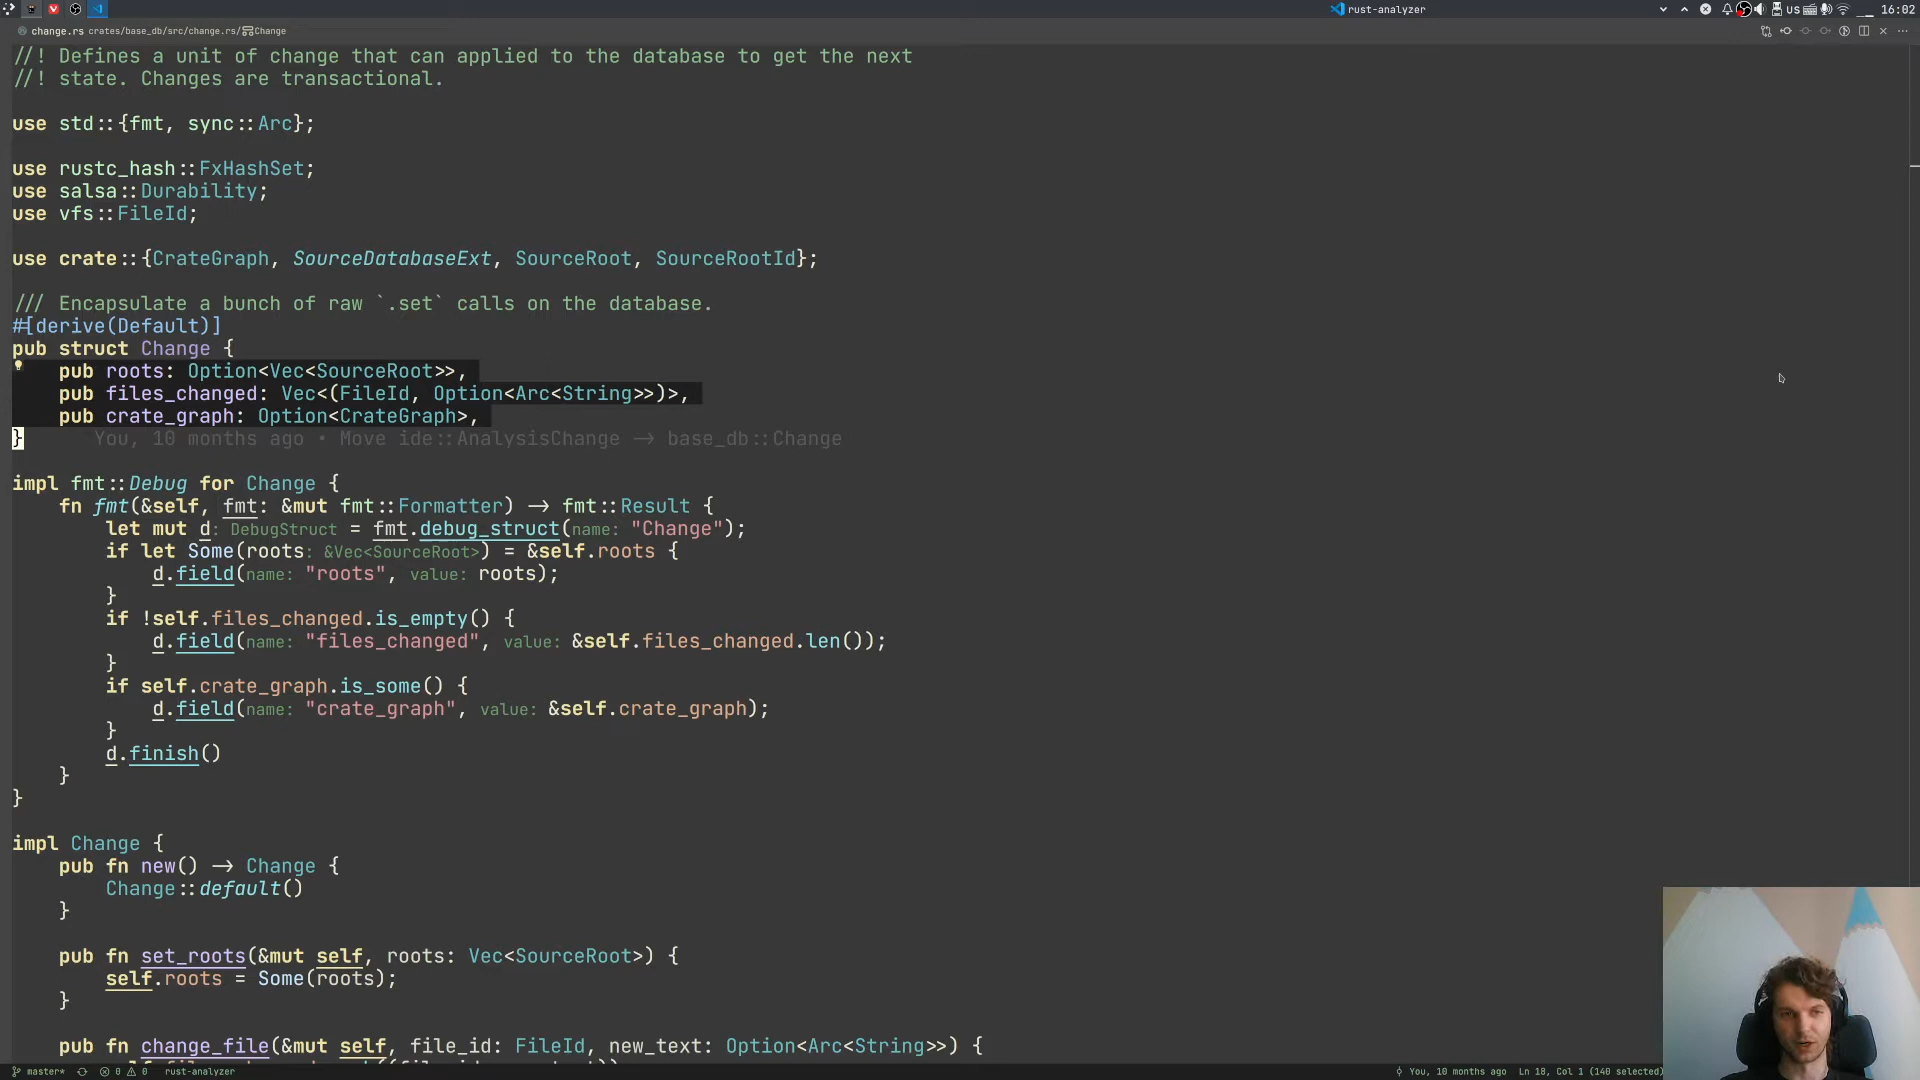 rust-analyzer
us
16:02
change.rs crates/base_db/src/change.rs/Change
//! Defines a unit of change that can applied to the database to get the next
//! state. Changes are transactional.
use std::{fmt, sync::Arc};
use rustc_hash::FxHashSet;
use salsa::Durability;
use vfs::FileId;
use crate::{CrateGraph, SourceDatabaseExt, SourceRoot, SourceRootId};
/// Encapsulate a bunch of raw `.set` calls on the database.
#[derive(Default)]
pub struct Change {
pub roots: Option<Vec<SourceRoot>>,
pub files_changed: Vec<(FileId, Option<Arc<String>>)>,
pub crate_graph: Option<CrateGraph>,
} You, 10 months ago • Move ide::AnalysisChange → base_db::Change
impl fmt::Debug for Change {
fn fmt(&self, fmt: &mut fmt::Formatter) → fmt::Result {
let mut d: DebugStruct = fmt.debug_struct(name: "Change");
if let Some(roots: &Vec<SourceRoot>) = &self.roots {
d.field(name: "roots", value: roots);
}
if !self.files_changed.is_empty() {
d.field(name: "files_changed", value: &self.files_changed.len());
}
if self.crate_graph.is_some() {
d.field(name: "crate_graph", value: &self.crate_graph);
}
d.finish()
}
}
impl Change {
pub fn new() → Change {
Change::default()
}
pub fn set_roots(&mut self, roots: Vec<SourceRoot>) {
self.roots = Some(roots);
}
pub fn change_file(&mut self, file_id: FileId, new_text: Option<Arc<String>>) {
master* 0 0 rust-analyzer
You, 10 months ago Ln 18, Col 1 (140 selected)